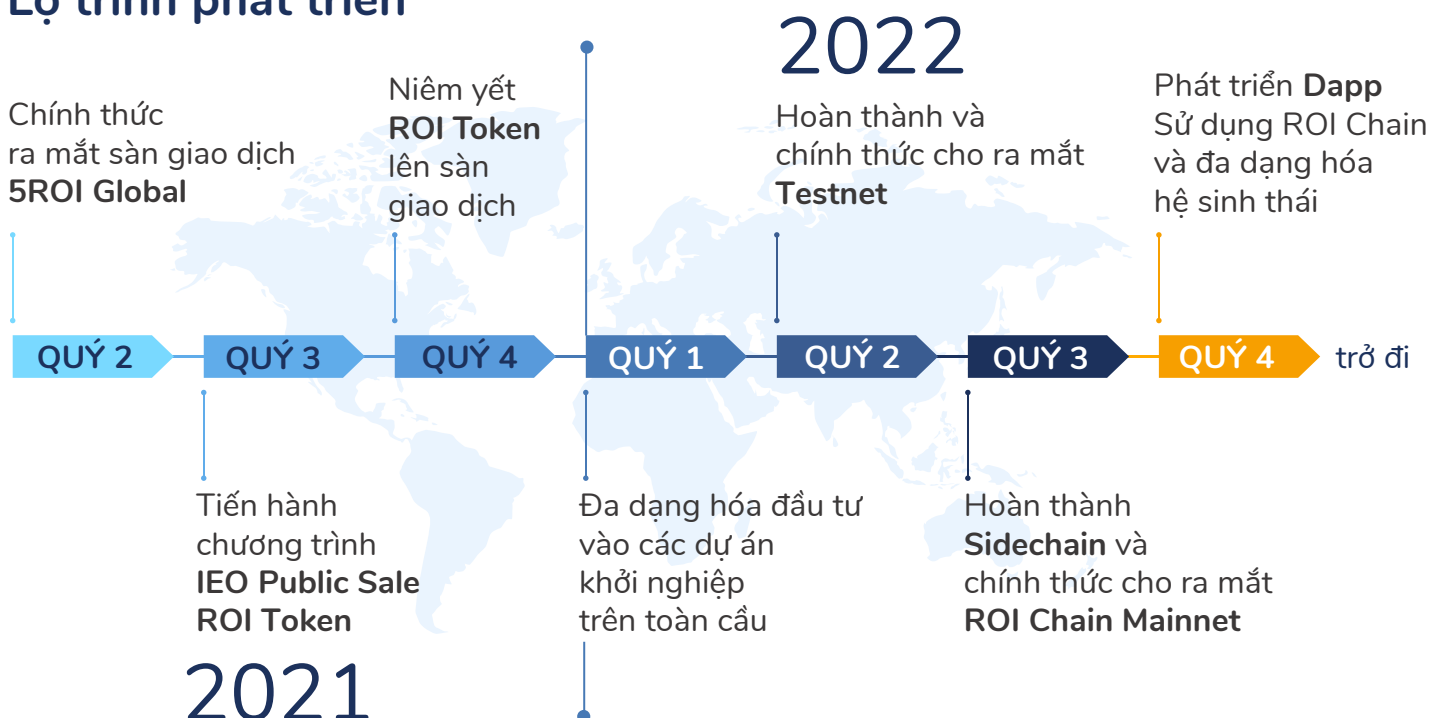 Lộ trình phát triển
2022
Chính thức
ra mắt sàn giao dịch
5ROI Global
Niêm yết
ROI Token
lên sàn
giao dịch
Hoàn thành và
chính thức cho ra mắt
Testnet
Phát triển Dapp
Sử dụng ROI Chain
và đa dạng hóa
hệ sinh thái
QUÝ 2
QUÝ 3
QUÝ 4
QUÝ 1
QUÝ 2
QUÝ 3
QUÝ 4
trở đi
Tiến hành
chương trình
IEO Public Sale
ROI Token
Đa dạng hóa đầu tư
vào các dự án
khởi nghiệp
trên toàn cầu
Hoàn thành
Sidechain và
chính thức cho ra mắt
ROI Chain Mainnet
2021